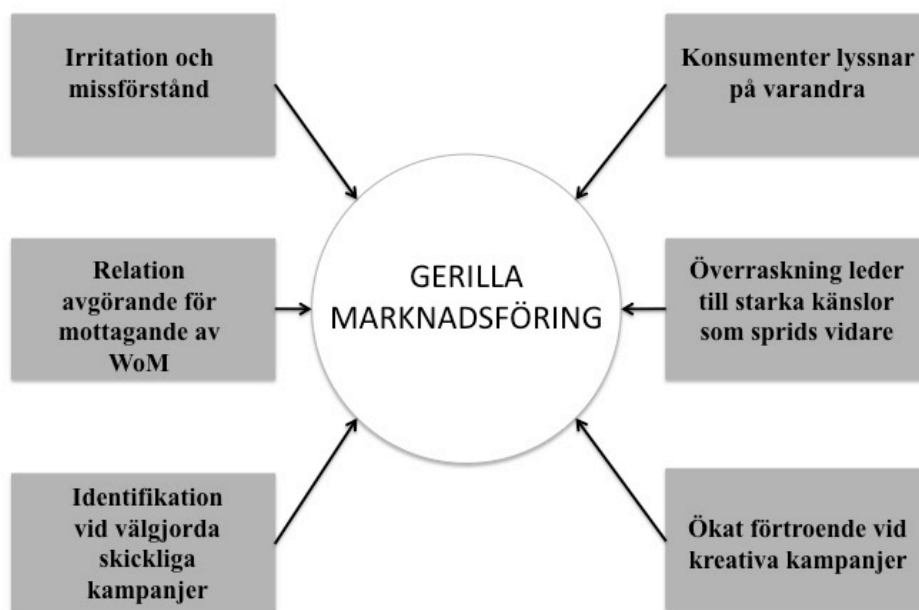 Irritation och
missförstånd
Konsumenter lyssnar
på varandra
Relation
avgörande för
mottagande av
WoM
GERILLA
MARKNADSFÖRING
Överraskning leder
till starka känslor
som sprids vidare
Identifikation
vid välgjorda
skickliga
kampanjer
Ökat förtroende vid
kreativa kampanjer